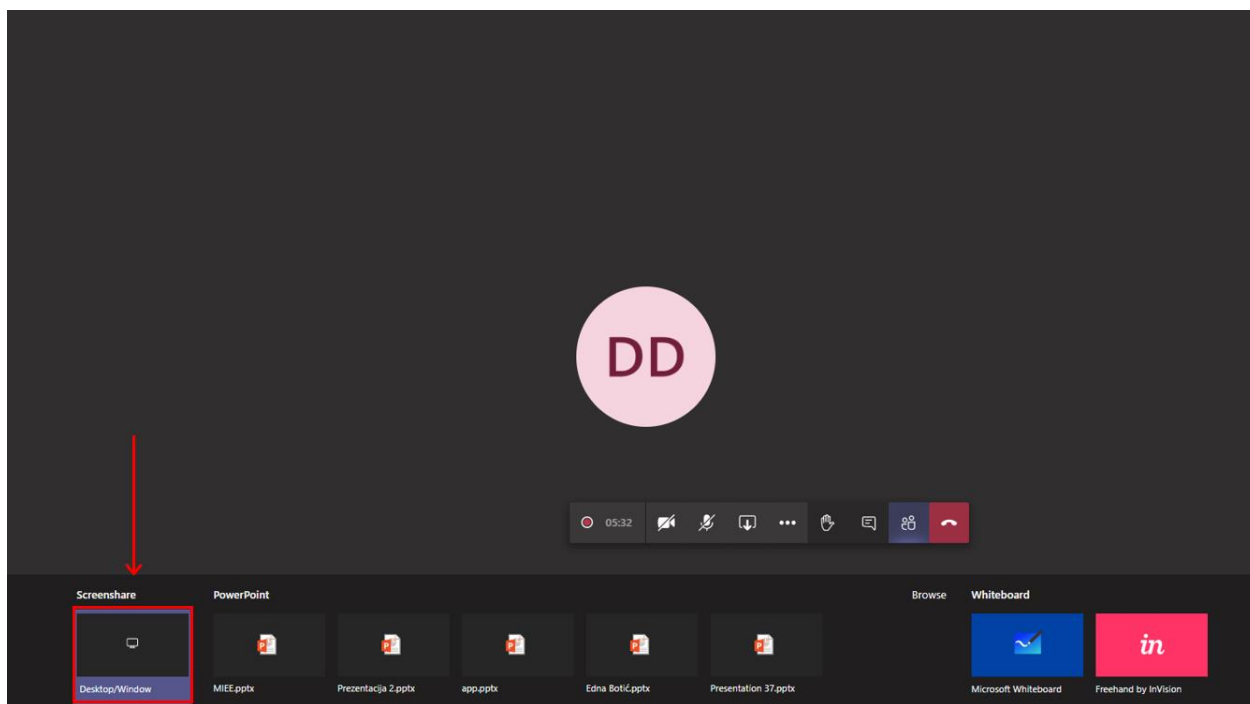 DD
05:32
Screenshare
PowerPoint
Browse
Whiteboard
in
Desktop/Window
MIEE.pptx
Prezentacija 2.pptx
app.pptx
Edna Botić.pptx
Presentation 37.pptx
Microsoft Whiteboard
Freehand by InVision